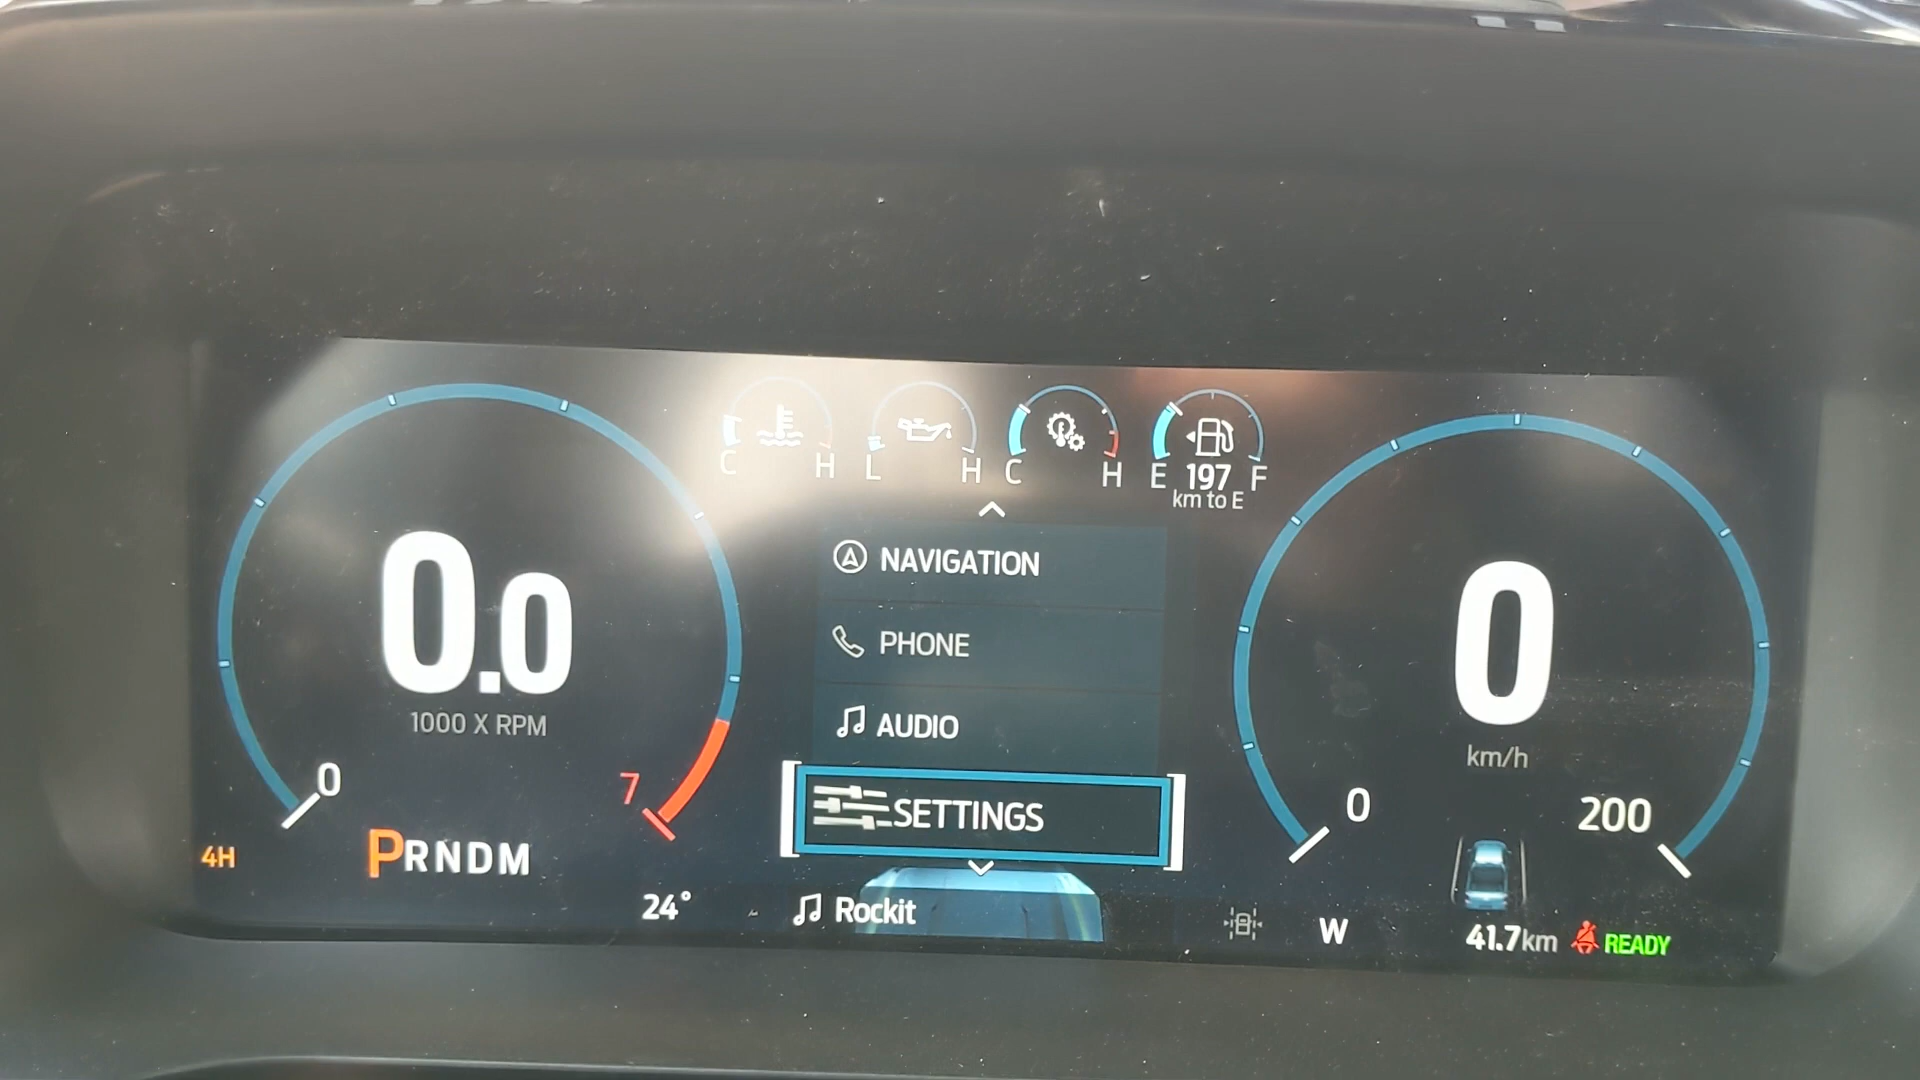 C H L H C H E 197 F
km to E
NAVIGATION
PHONE
AUDIO
SETTINGS
0.0
1000 X RPM
0 7
0
km/h
0 200
4H PRNDM
24° Rockit W 41.7km READY